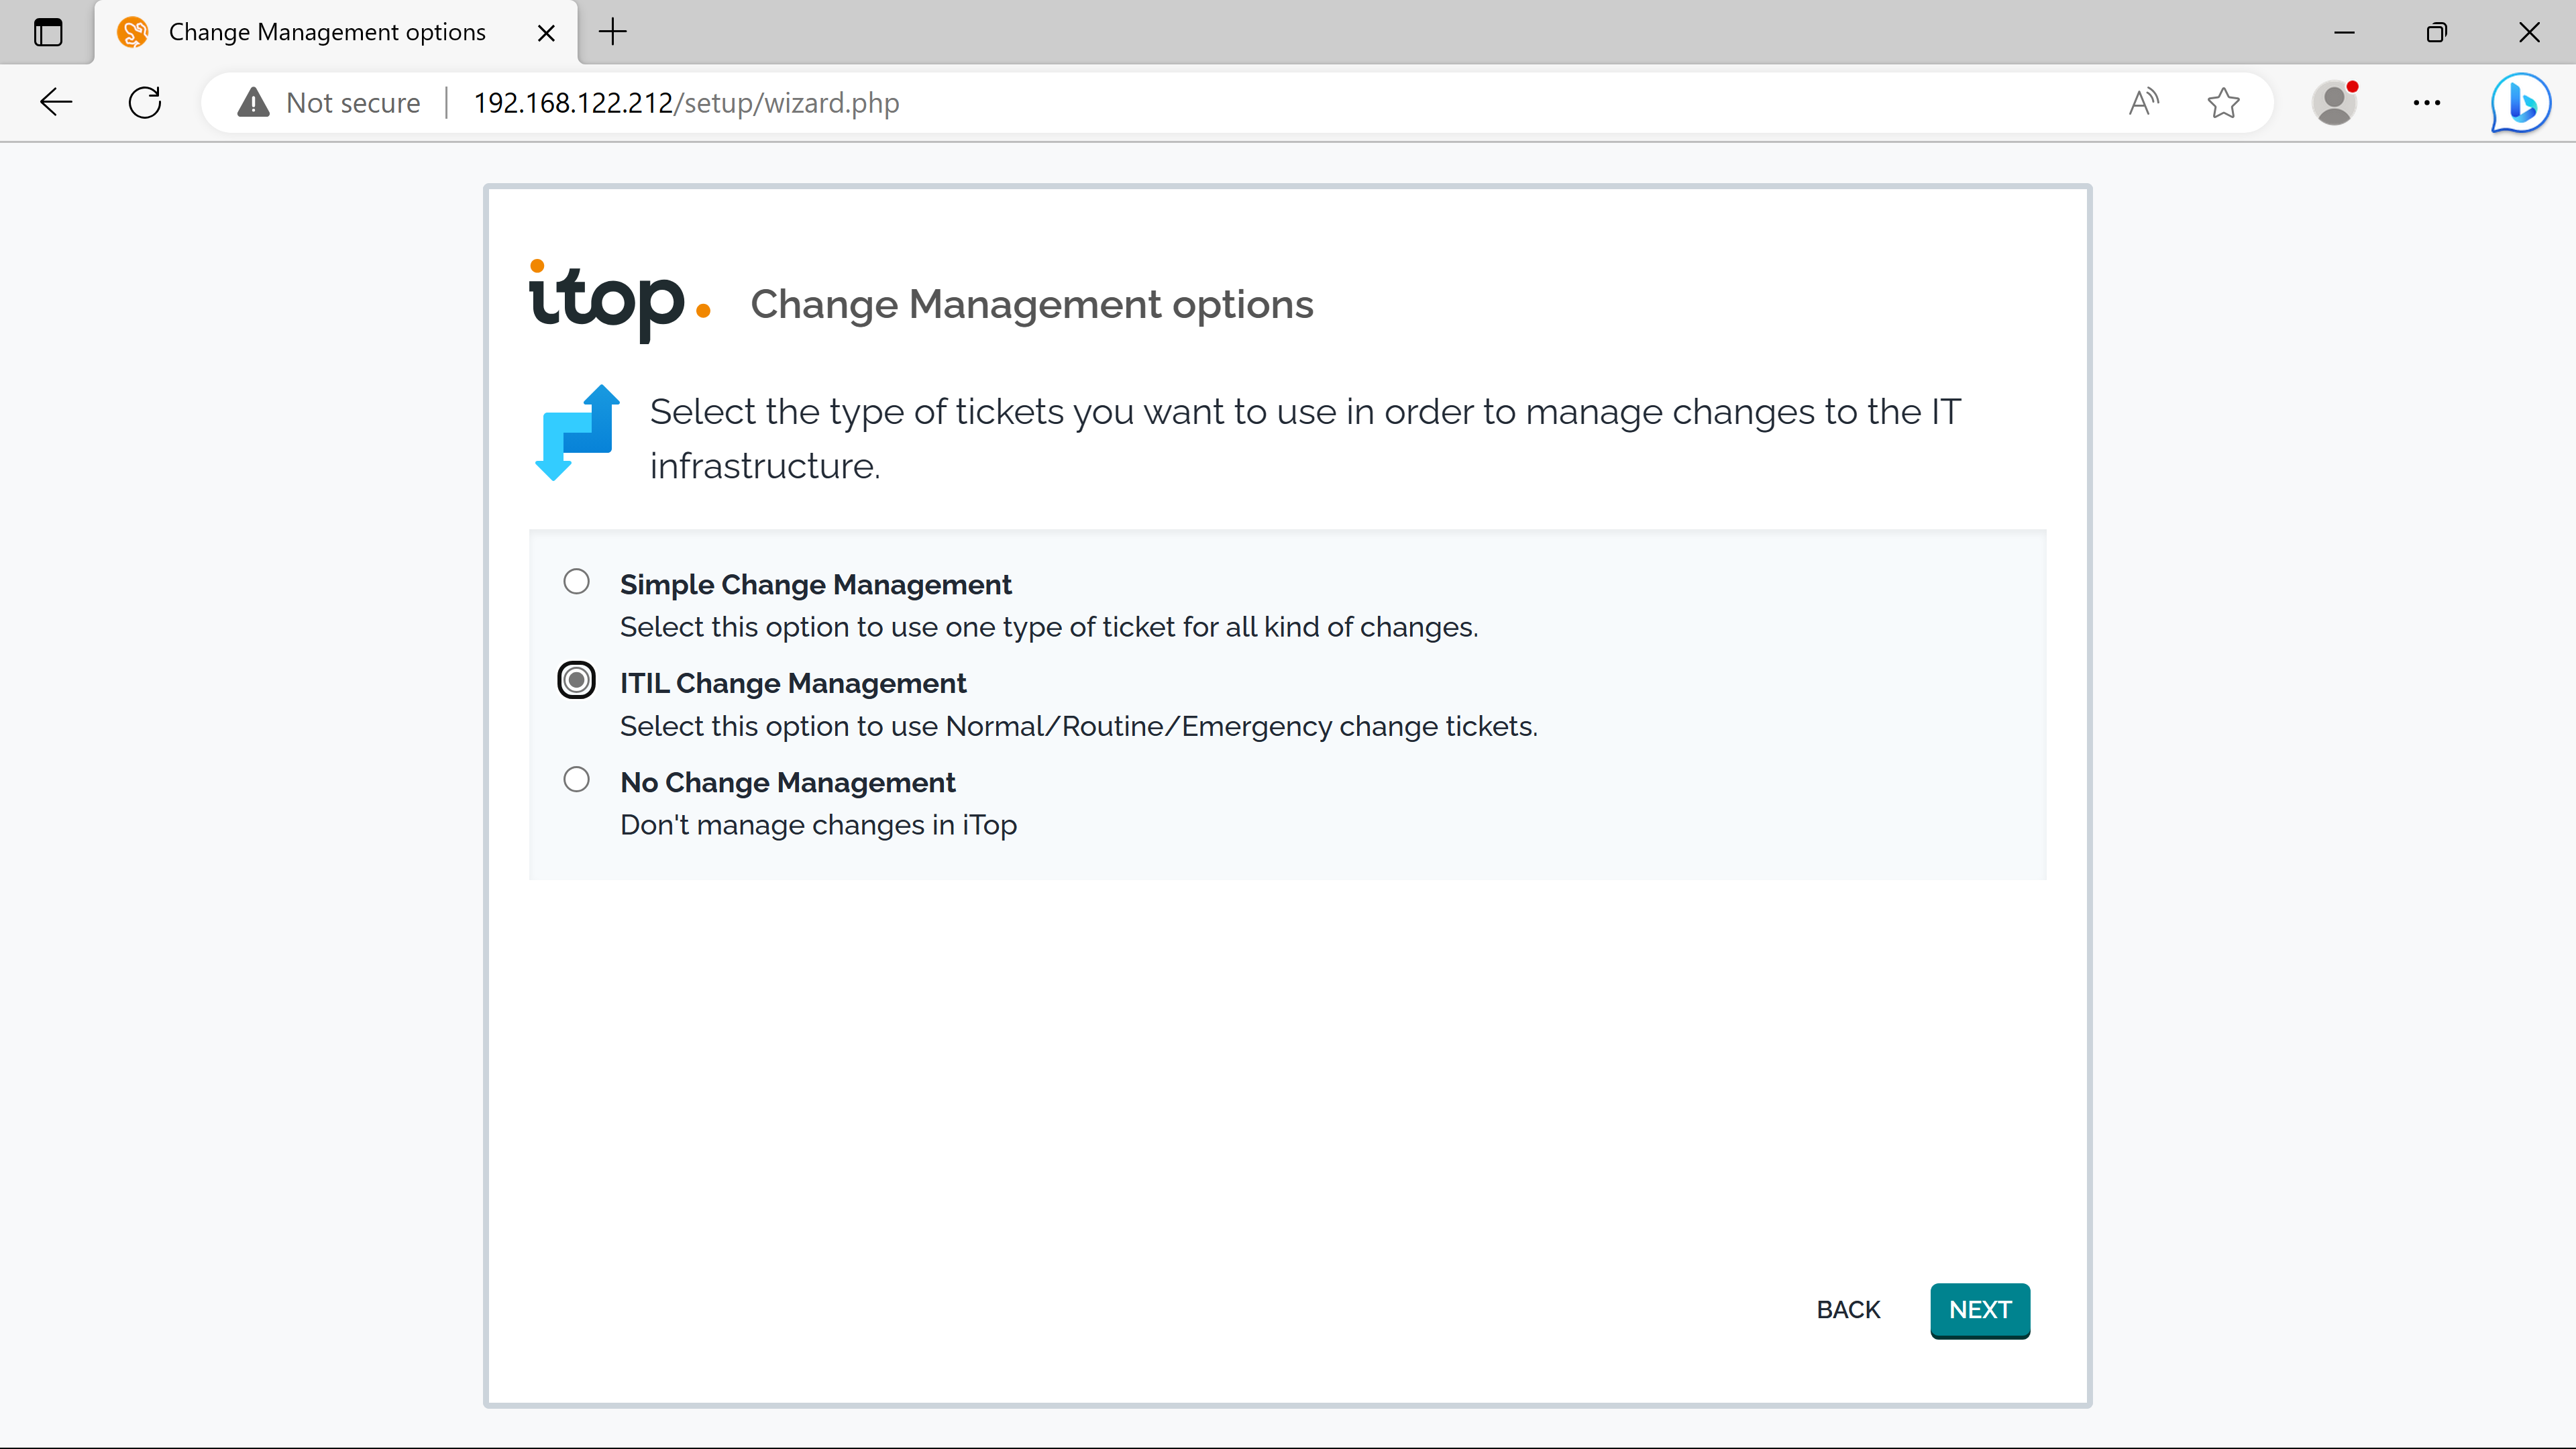 Change Management options
Not secure
192.168.122.212/setup/wizard.php
itop. Change Management options
Select the type of tickets you want to use in order to manage changes to the IT
infrastructure.
Simple Change Management
Select this option to use one type of ticket for all kind of changes.
ITIL Change Management
Select this option to use Normal/Routine/Emergency change tickets.
No Change Management
Don't manage changes in iTop
BACK NEXT